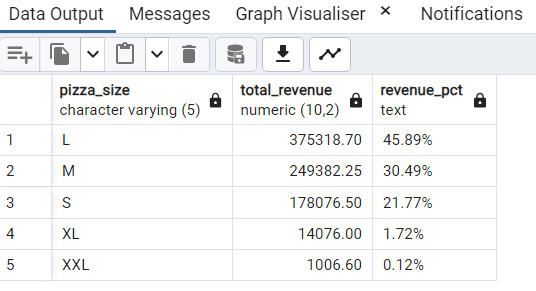 Data Output Messages Graph Visualiser × Notifications
pizza_size total_revenue revenue_pct
character varying (5) numeric (10,2) text
1 L 375318.70 45.89%
2 M 249382.25 30.49%
3 S 178076.50 21.77%
4 XL 14076.00 1.72%
5 XXL 1006.60 0.12%